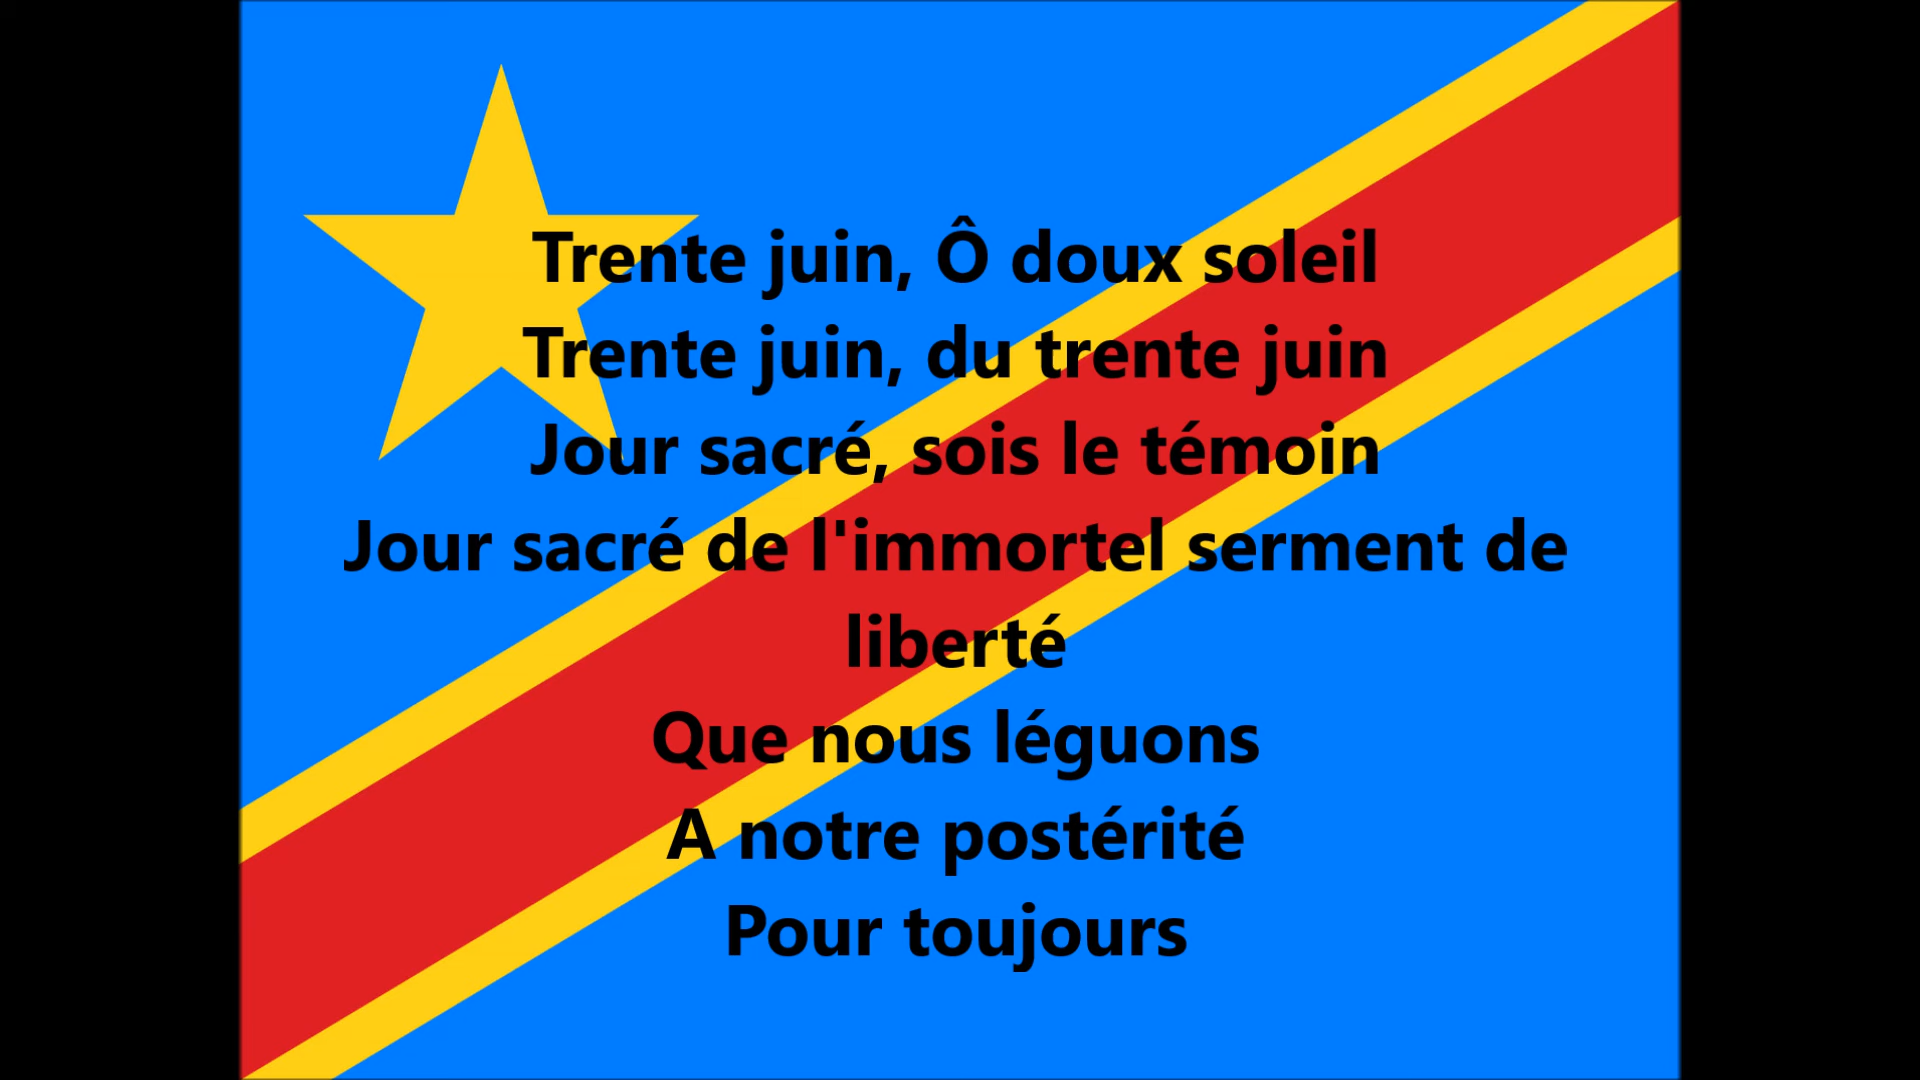 Trente juin, Ô doux soleil
Trente juin, du trente juin
Jour sacré, sois le témoin
Jour sacré de l'immortel serment de
liberté
Que nous léguons
A notre postérité
Pour toujours